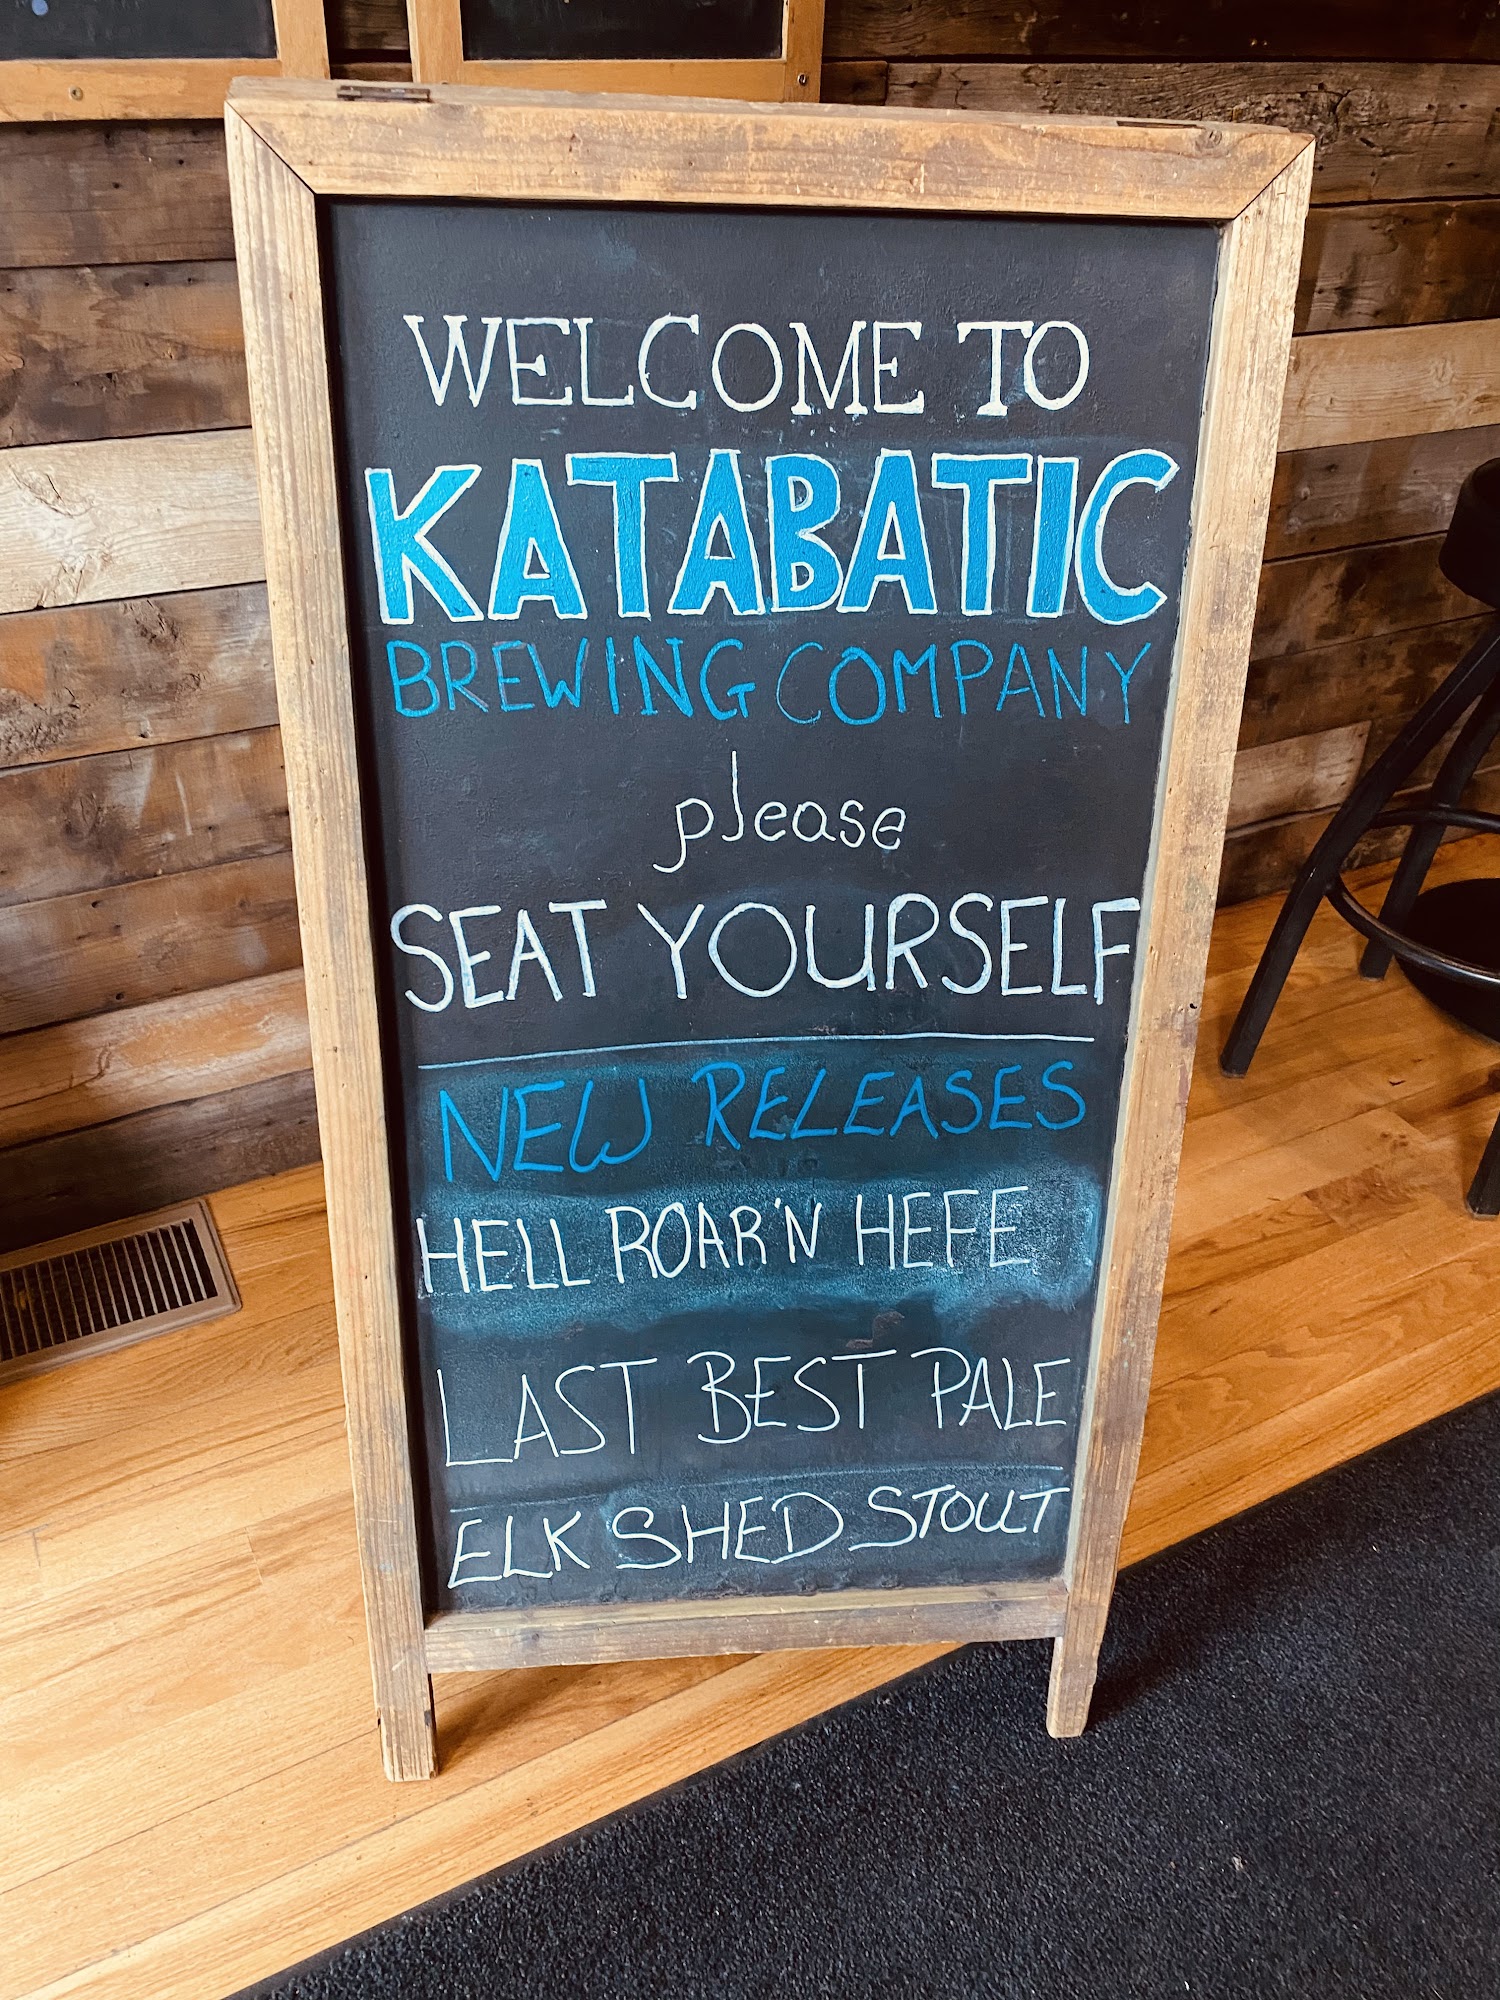 WELCOME TO
KATABATIC
BREWING COMPANY
please
SEAT YOURSELF
NEW RELEASES
HELL ROAR'N HEFE
LAST BEST PALE
ELK SHED STOUT